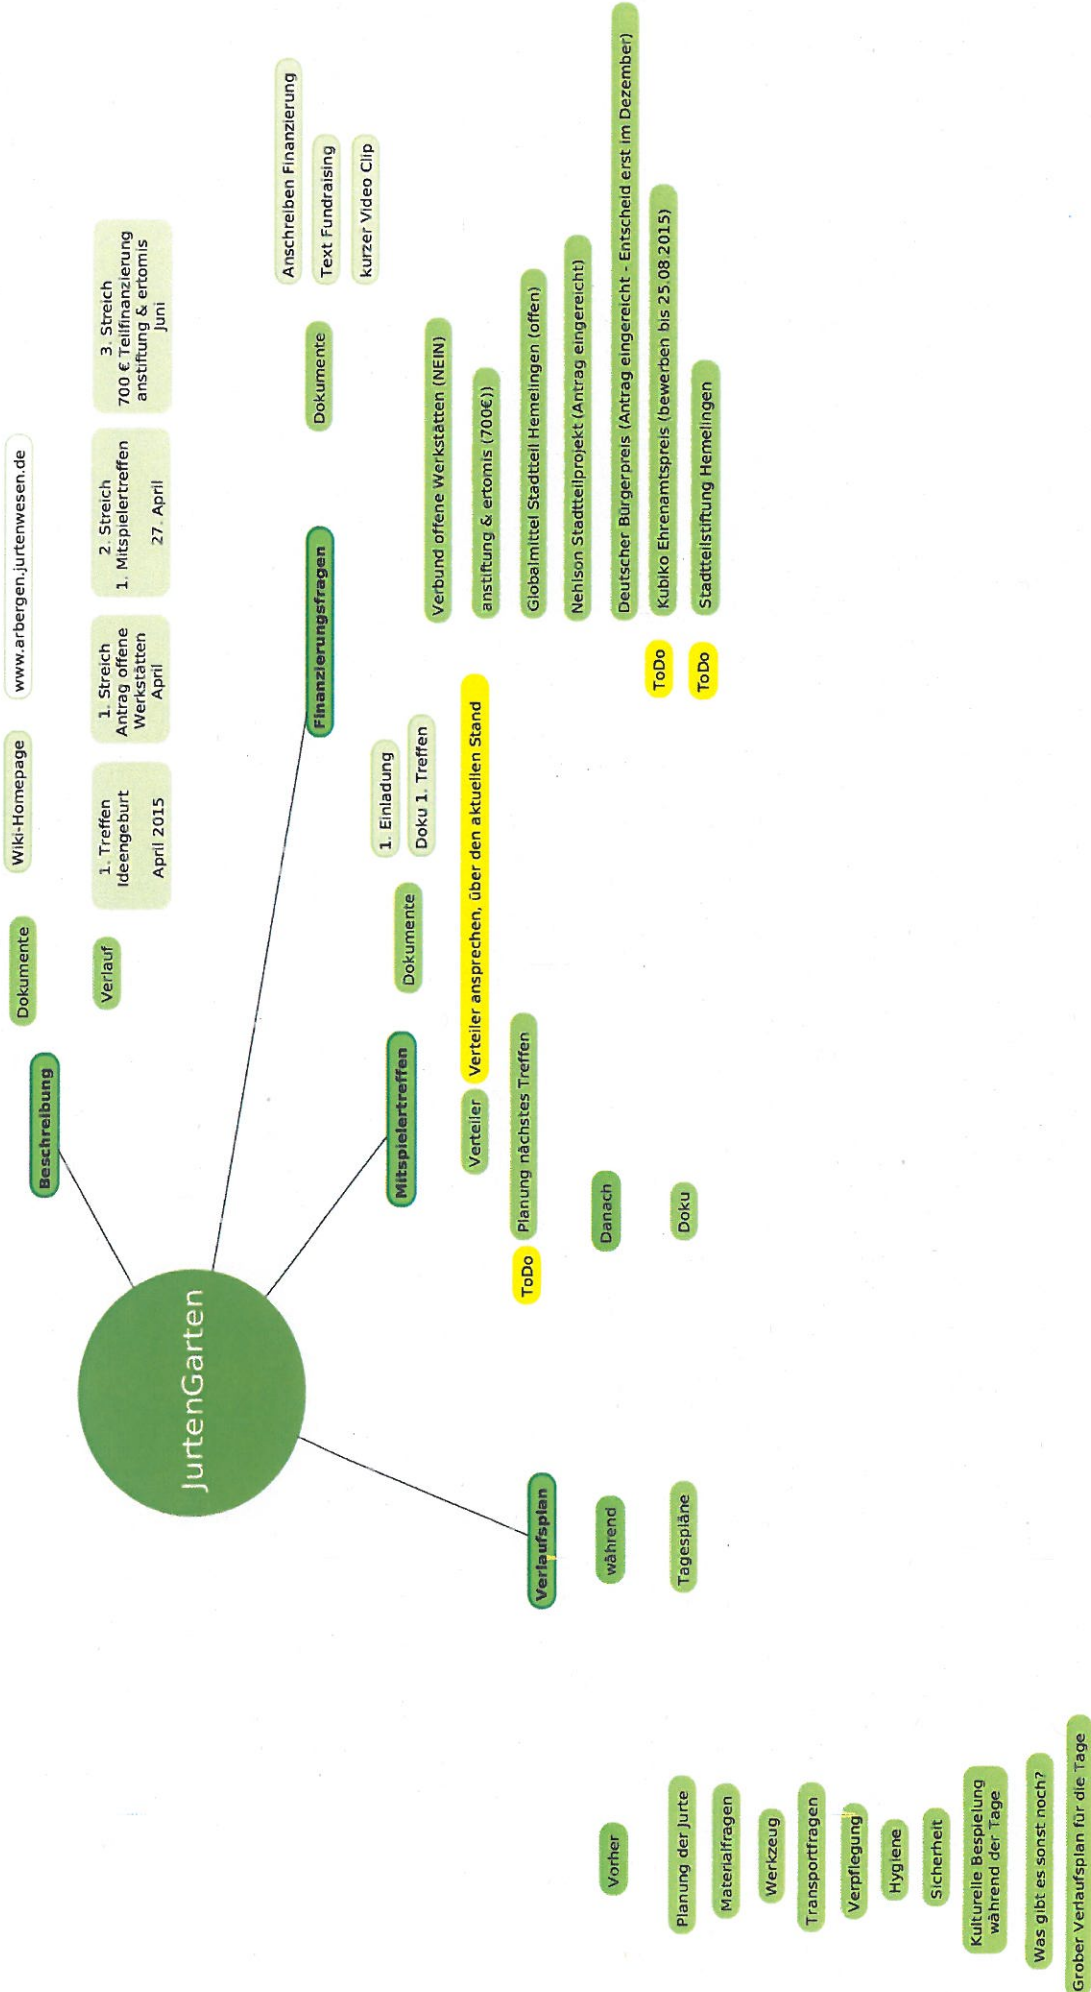 JurtenGarten
Beschreibung
Dokumente
Wiki-Homepage
www.arbergen.jurtenwesen.de
Verlauf
1. Treffen
Ideengeburt
April 2015
1. Streich
Antrag offene
Werkstätten
April
2. Streich
1. Mitspielertreffen
27. April
3. Streich
700 € Teilfinanzierung
anstiftung & ertomis
Juni
Finanzierungsfragen
Dokumente
Anschreiben Finanzierung
Text Fundraising
kurzer Video Clip
Verbund offene Werkstätten (NEIN)
anstiftung & ertomis (700€))
Globalmittel Stadtteil Hemelingen (offen)
Nehlson Stadtteilprojekt (Antrag eingereicht)
Deutscher Bürgerpreis (Antrag eingereicht - Entscheid erst im Dezember)
ToDo
Kubiko Ehrenamtspreis (bewerben bis 25.08.2015)
ToDo
Stadtteilstiftung Hemelingen
Mitspielertreffen
Dokumente
1. Einladung
Doku 1. Treffen
Verteiler
Verteiler ansprechen, über den aktuellen Stand
ToDo
Planung nächstes Treffen
Verlaufsplan
Vorher
Planung der Jurte
Materialfragen
Werkzeug
Transportfragen
Verpflegung
Hygiene
Sicherheit
Kulturelle Bespielung
während der Tage
Was gibt es sonst noch?
Grober Verlaufsplan für die Tage
während
Tagespläne
Danach
Doku